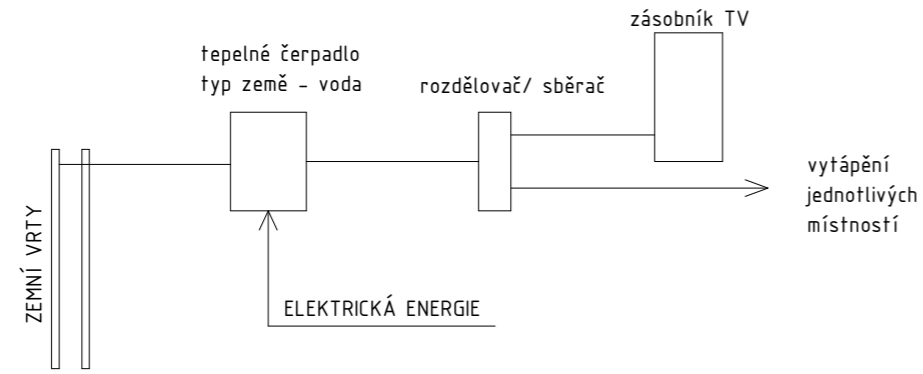 zásobník TV
tepelné čerpadlo
typ země - voda
rozdělovač/ sběrač
vytápění
jednotlivých
místností
ZEMNÍ VRTY
ELEKTRICKÁ ENERGIE